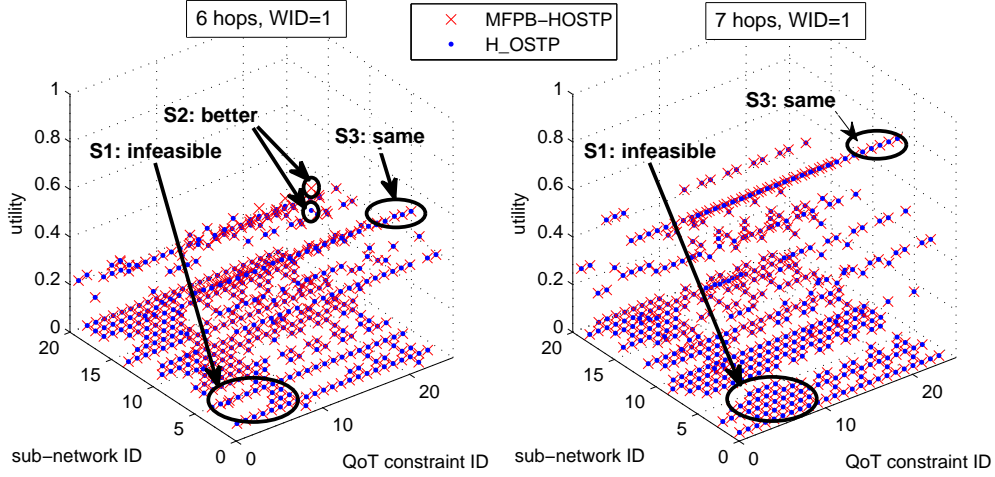 6 hops, WID=1
MFPB−HOSTP
H_OSTP
7 hops, WID=1
1
0.8
0.6
0.4
0.2
0
utility
20
15
10
5
0
sub−network ID
0
10
20
QoT constraint ID
S1: infeasible
S2: better
S3: same
1
0.8
0.6
0.4
0.2
0
utility
20
15
10
5
0
sub−network ID
0
10
20
QoT constraint ID
S1: infeasible
S3: same